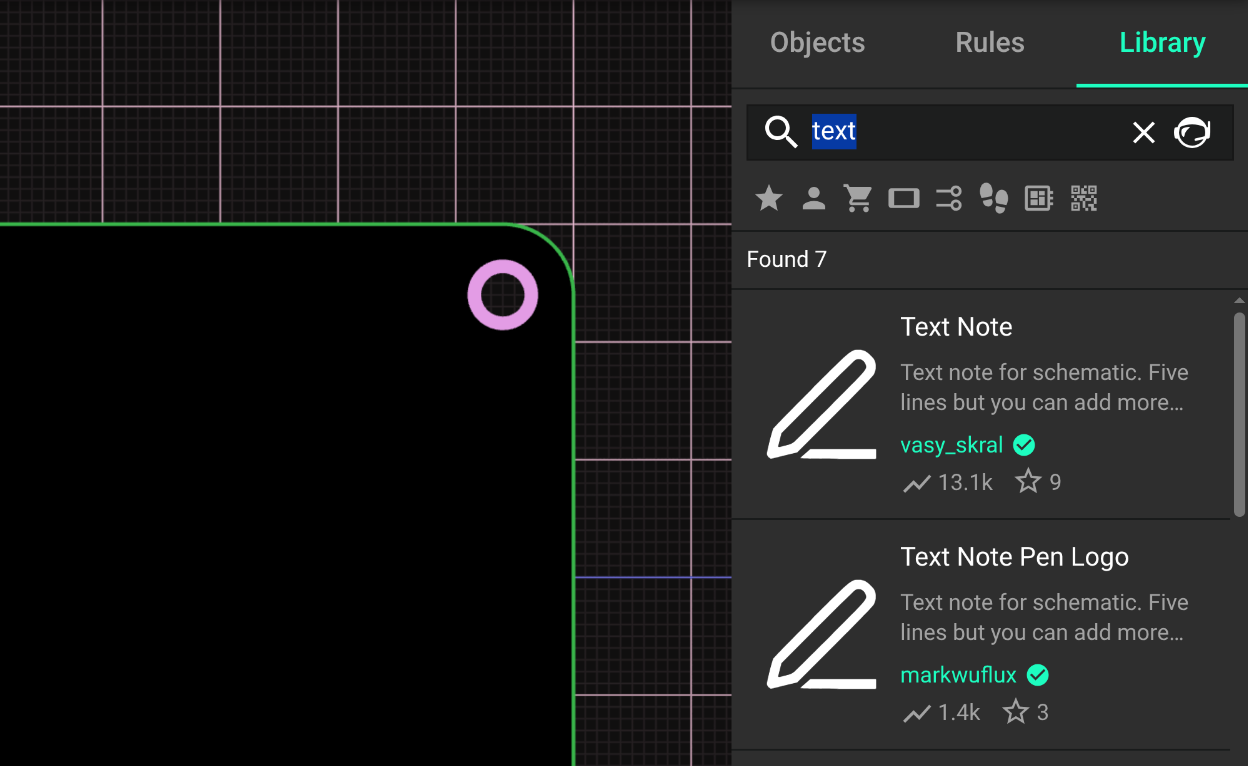 Objects Rules Library
text
Found 7
Text Note
Text note for schematic. Five
lines but you can add more…
vasy_skral
13.1k 9
Text Note Pen Logo
Text note for schematic. Five
lines but you can add more…
markwuflux
1.4k 3